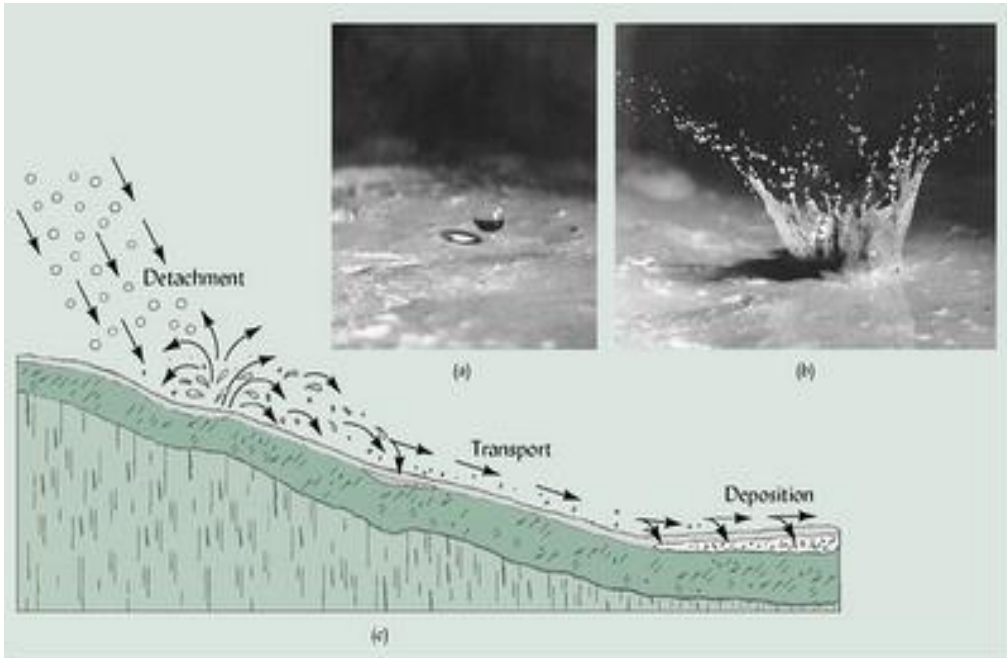 (a)
(b)
Detachment
Transport
Deposition
(c)